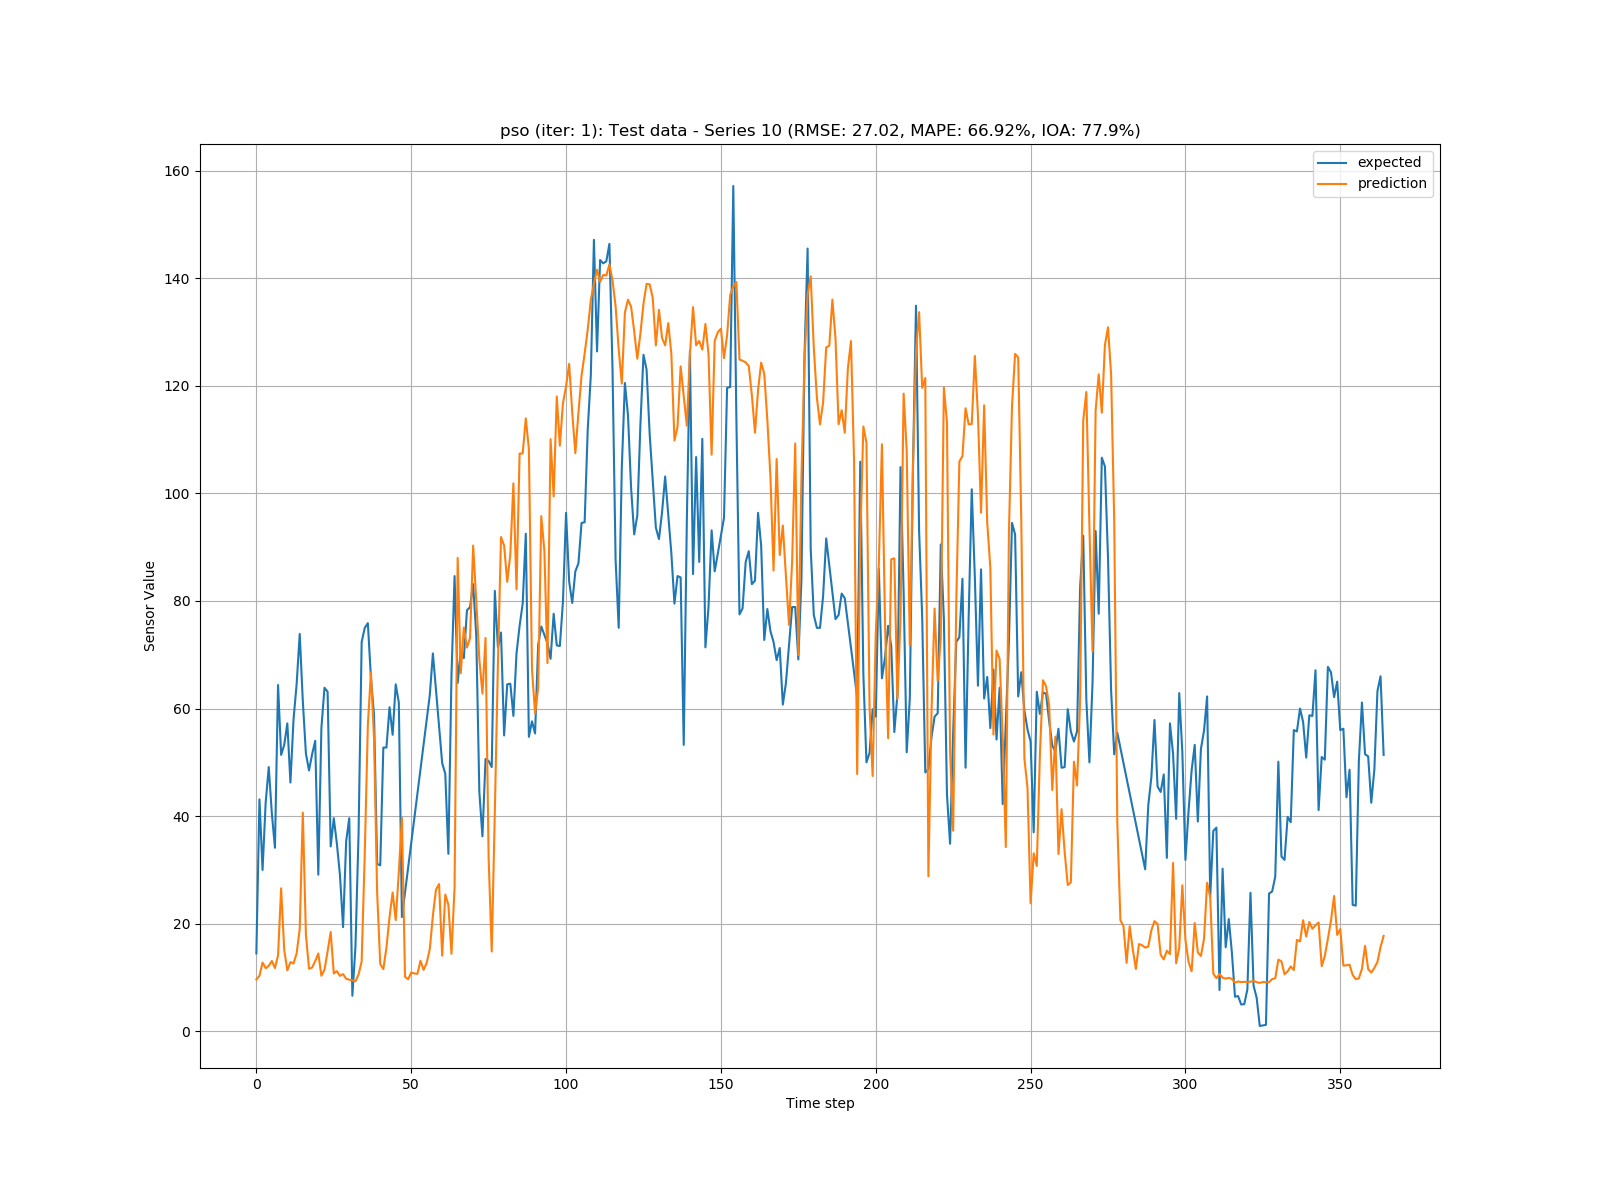 pso (iter: 1): Test data - Series 10 (RMSE: 27.02, MAPE: 66.92%, IOA: 77.9%)
expected
prediction
160
140
120
100
80
60
40
20
0
Sensor Value
0 50 100 150 200 250 300 350
Time step